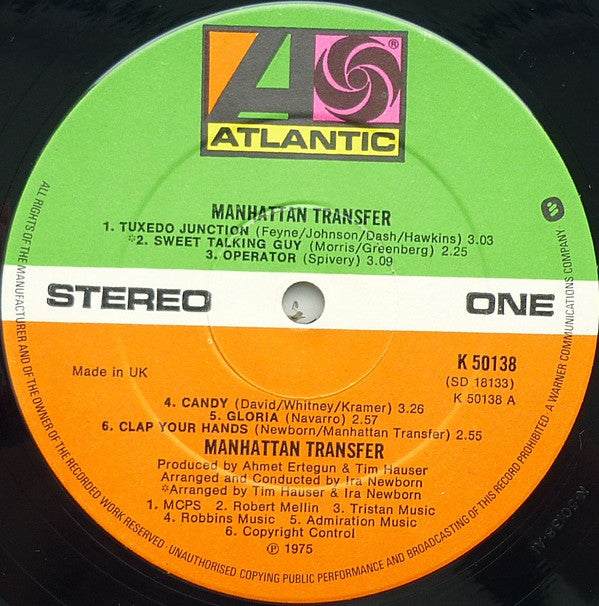 ATLANTIC
®
MANHATTAN TRANSFER
1. TUXEDO JUNCTION (Feyne/Johnson/Dash/Hawkins) 3.03
*2. SWEET TALKING GUY (Morris/Greenberg) 2.25
3. OPERATOR (Spivery) 3.09
STEREO ONE
Made in UK
K 50138
(SD 18133)
K 50138 A
4. CANDY (David/Whitney/Kramer) 3.26
5. GLORIA (Navarro) 2.57
6. CLAP YOUR HANDS (Newborn/Manhattan Transfer) 2.55
MANHATTAN TRANSFER
Produced by Ahmet Ertegun & Tim Hauser
Arranged and Conducted by Ira Newborn
*Arranged by Tim Hauser & Ira Newborn
1. MCPS 2. Robert Mellin 3. Tristan Music
4. Robbins Music 5. Admiration Music
6. Copyright Control
℗ 1975
ALL RIGHTS OF THE MANUFACTURER AND OF THE OWNER OF THE RECORDED WORK RESERVED · UNAUTHORISED COPYING PUBLIC PERFORMANCE AND BROADCASTING OF THIS RECORD PROHIBITED · A WARNER COMMUNICATIONS COMPANY